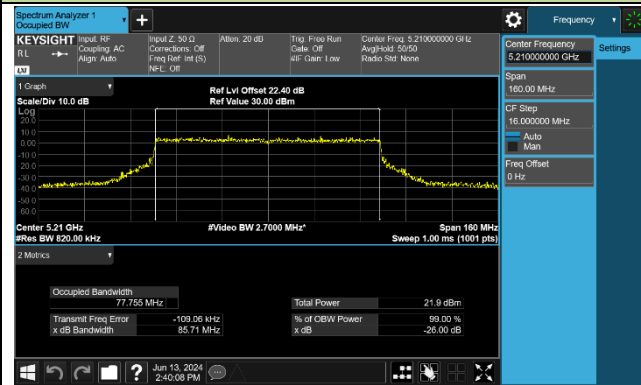 Spectrum Analyzer 1
Occupied BW
Frequency
KEYSIGHT
RL
LXI
Input: RF
Coupling: AC
Align: Auto
Input Z: 50 Ω
Corrections: Off
Freq Ref: Int (S)
NFE: Off
Atten: 20 dB
Trig: Free Run
Gate: Off
#IF Gain: Low
Center Freq: 5.210000000 GHz
Avg|Hold: 50/50
Radio Std: None
Center Frequency
5.210000000 GHz
Settings
Span
160.00 MHz
CF Step
16.000000 MHz
Auto
Man
Freq Offset
0 Hz
1 Graph
Scale/Div 10.0 dB
Ref Lvl Offset 22.40 dB
Ref Value 30.00 dBm
Log
20.0
10.0
0.00
-10.0
-20.0
-30.0
-40.0
-50.0
-60.0
Center 5.21 GHz
#Video BW 2.7000 MHz*
Span 160 MHz
#Res BW 820.00 kHz
Sweep 1.00 ms (1001 pts)
2 Metrics
Occupied Bandwidth
77.755 MHz
Total Power 21.9 dBm
Transmit Freq Error -109.06 kHz
% of OBW Power 99.00 %
x dB Bandwidth 85.71 MHz
x dB -26.00 dB
?
Jun 13, 2024
2:40:08 PM